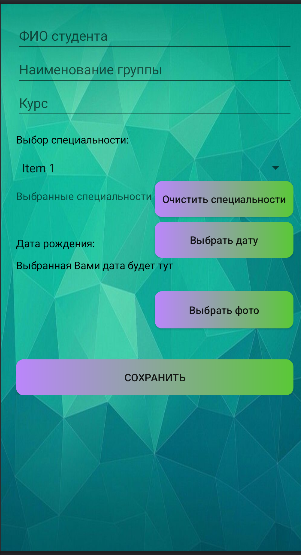 ФИО студента
Наименование группы
Курс
Выбор специальности:
Item 1
Выбранные специальности
Очистить специальности
Выбрать дату
Дата рождения:
Выбранная Вами дата будет тут
Выбрать фото
СОХРАНИТЬ